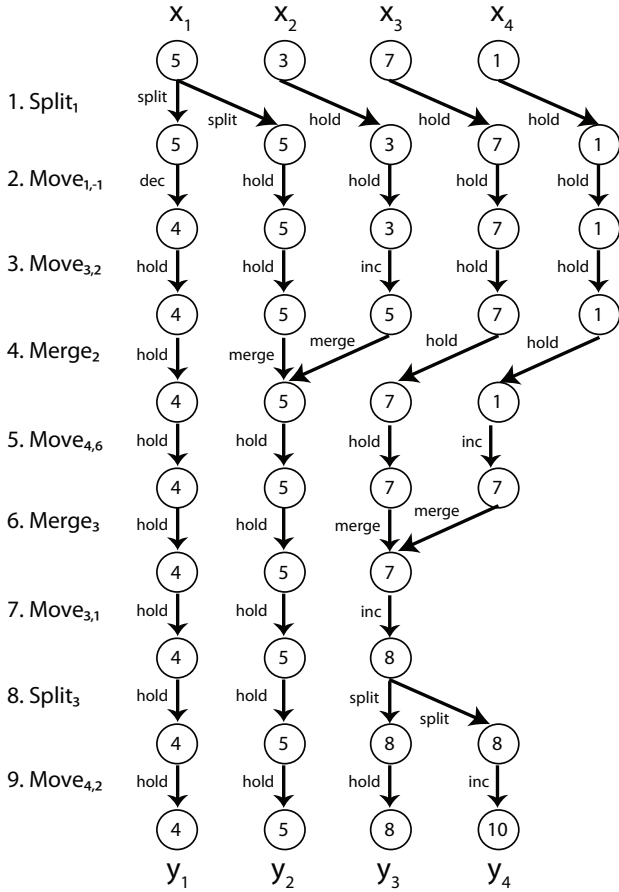 x₁ x₂ x₃ x₄
5 3 7 1
1. Split₁ split split hold hold hold
5 5 3 7 1
2. Move₁,₋₁ dec hold hold hold hold
4 5 3 7 1
3. Move₃,₂ hold hold inc hold hold
4 5 5 7 1
4. Merge₂ hold merge merge hold hold
4 5 7 1
5. Move₄,₆ hold hold hold inc
4 5 7 7
6. Merge₃ hold hold merge merge
4 5 7
7. Move₃,₁ hold hold inc
4 5 8
8. Split₃ hold hold split split
4 5 8 8
9. Move₄,₂ hold hold hold inc
4 5 8 10
y₁ y₂ y₃ y₄